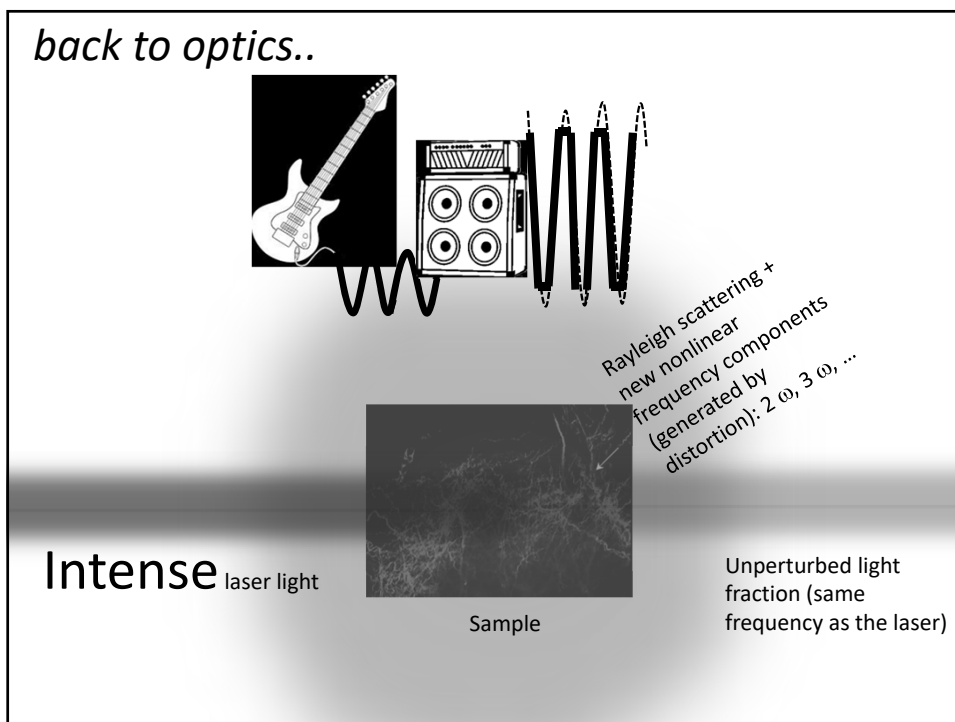 back to optics..
Rayleigh scattering +
new nonlinear
frequency components
(generated by
distortion): 2 ω, 3 ω, ...
Intense laser light
Sample
Unperturbed light
fraction (same
frequency as the laser)